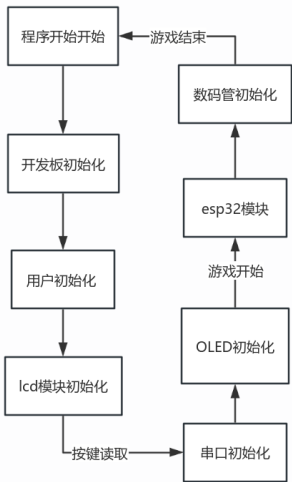 程序开始开始
游戏结束
数码管初始化
开发板初始化
esp32模块
用户初始化
游戏开始
OLED初始化
lcd模块初始化
按键读取
串口初始化